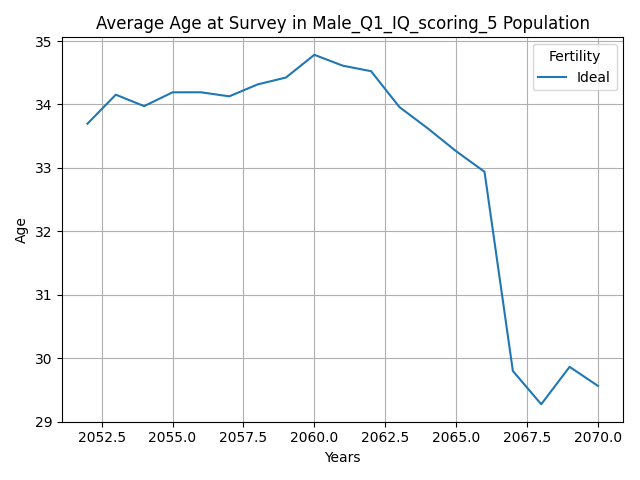 Average Age at Survey in Male_Q1_IQ_scoring_5 Population
35
34
33
32
31
30
29
Age
Fertility
Ideal
2052.5 2055.0 2057.5 2060.0 2062.5 2065.0 2067.5 2070.0
Years